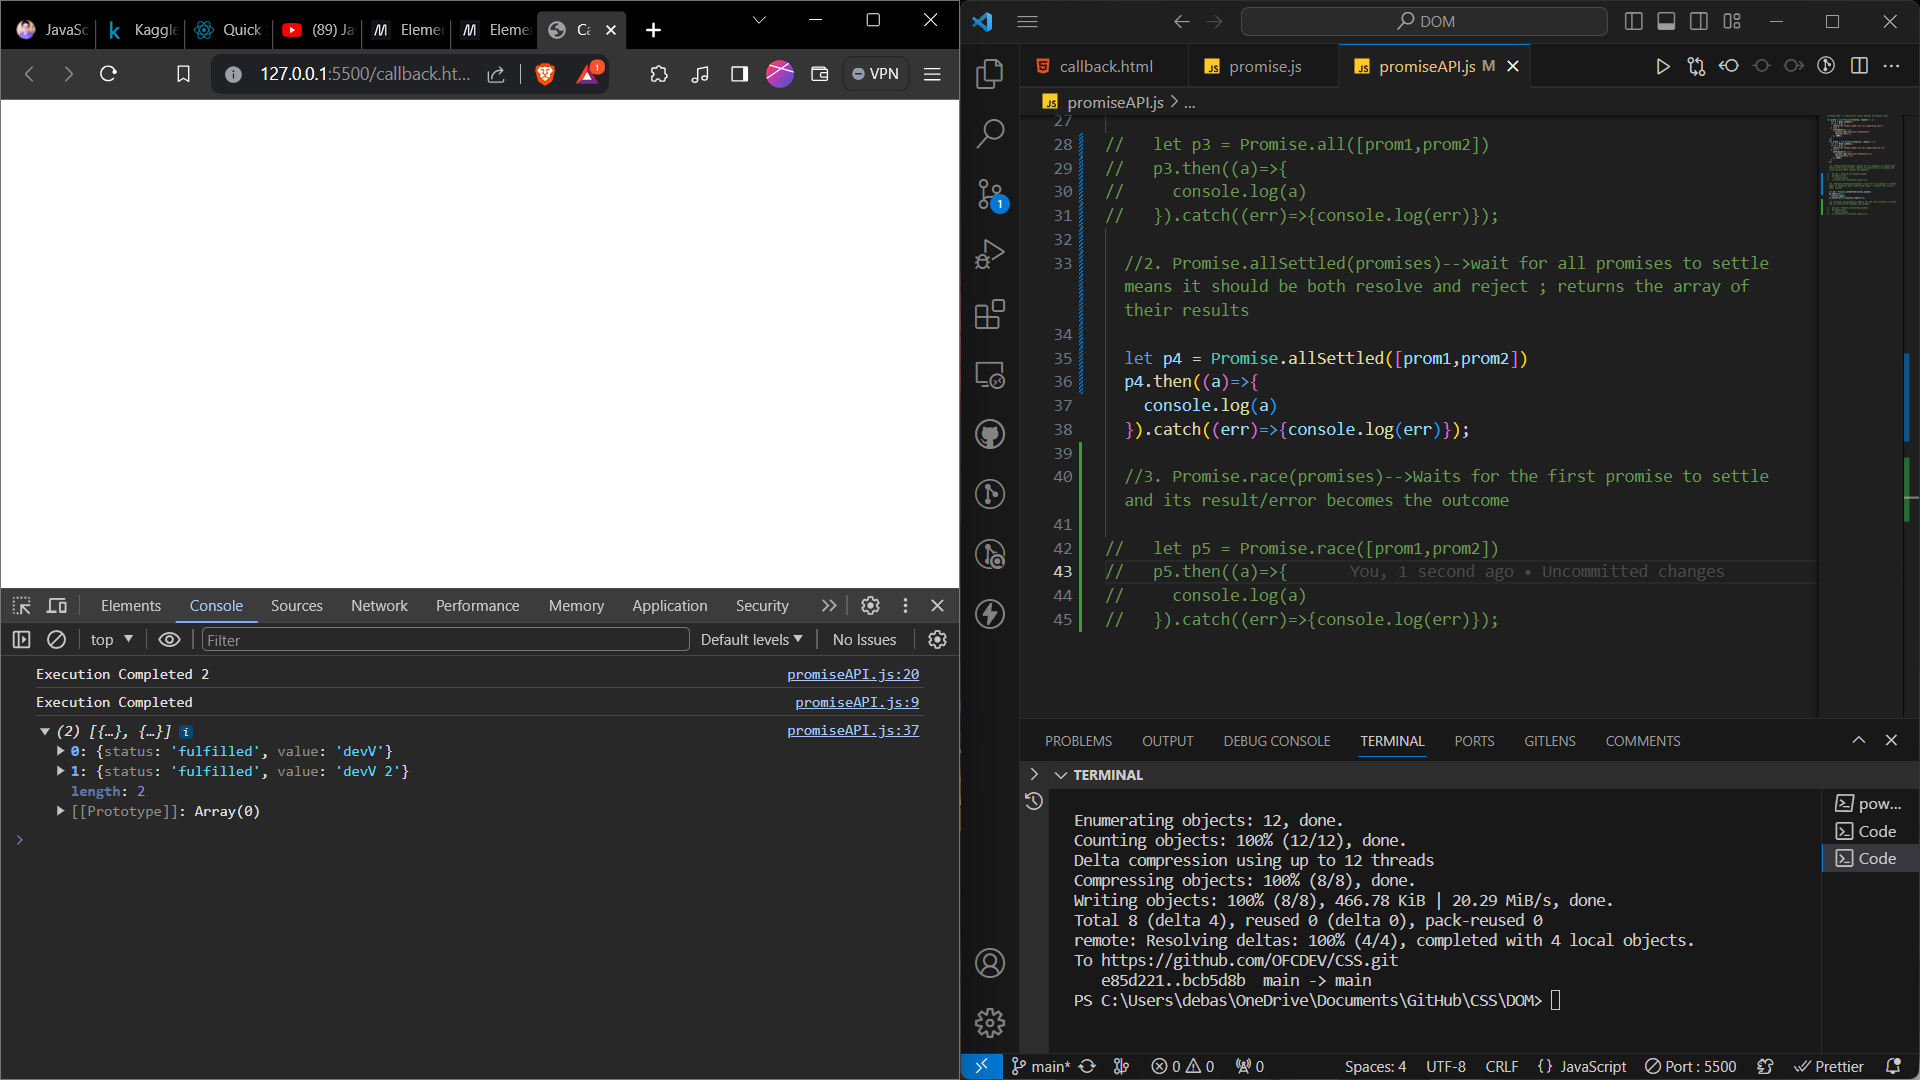 JavaSc
Kaggle
Quick
(89) Ja
Elemen
Elemen
Ca
127.0.0.1:5500/callback.ht...
1
VPN
Elements
Console
Sources
Network
Performance
Memory
Application
Security
top
Filter
Default levels
No Issues
Execution Completed 2
promiseAPI.js:20
Execution Completed
promiseAPI.js:9
(2) [{…}, {…}]
promiseAPI.js:37
0: {status: 'fulfilled', value: 'devV'}
1: {status: 'fulfilled', value: 'devV 2'}
length: 2
[[Prototype]]: Array(0)
DOM
callback.html
promise.js
promiseAPI.js M
promiseAPI.js > ...
1
27
28 //   let p3 = Promise.all([prom1,prom2])
29 //   p3.then((a)=>{
30 //     console.log(a)
31 //   }).catch((err)=>{console.log(err)});
32
33   //2. Promise.allSettled(promises)-->wait for all promises to settle
means it should be both resolve and reject ; returns the array of
their results
34
35   let p4 = Promise.allSettled([prom1,prom2])
36   p4.then((a)=>{
37     console.log(a)
38   }).catch((err)=>{console.log(err)});
39
40   //3. Promise.race(promises)-->Waits for the first promise to settle
and its result/error becomes the outcome
41
42 //   let p5 = Promise.race([prom1,prom2])
43 //   p5.then((a)=>{      You, 1 second ago • Uncommitted changes
44 //     console.log(a)
45 //   }).catch((err)=>{console.log(err)});
PROBLEMS
OUTPUT
DEBUG CONSOLE
TERMINAL
PORTS
GITLENS
COMMENTS
TERMINAL
Enumerating objects: 12, done.
Counting objects: 100% (12/12), done.
Delta compression using up to 12 threads
Compressing objects: 100% (8/8), done.
Writing objects: 100% (8/8), 466.78 KiB | 20.29 MiB/s, done.
Total 8 (delta 4), reused 0 (delta 0), pack-reused 0
remote: Resolving deltas: 100% (4/4), completed with 4 local objects.
To https://github.com/OFCDEV/CSS.git
   e85d221..bcb5d8b  main -> main
PS C:\Users\debas\OneDrive\Documents\GitHub\CSS\DOM>
pow...
Code
Code
main*
0
0
0
Spaces: 4
UTF-8
CRLF
{ } JavaScript
Port : 5500
Prettier